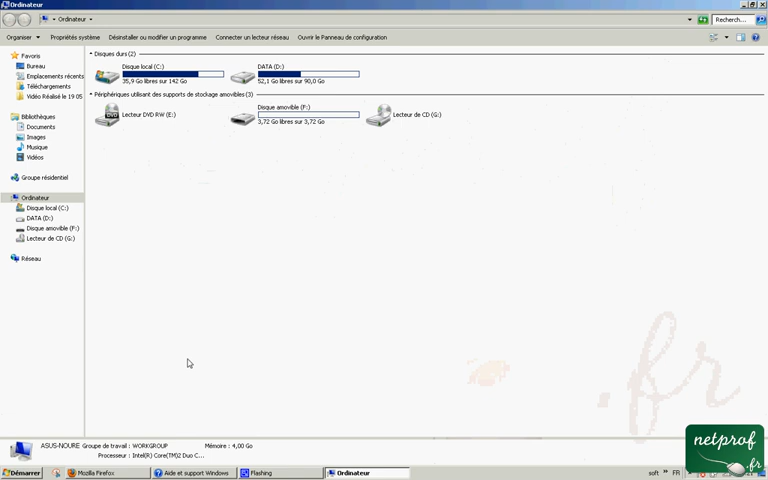 Ordinateur
Ordinateur
Recherch...
Organiser
Propriétés système
Désinstaller ou modifier un programme
Connecter un lecteur réseau
Ouvrir le Panneau de configuration
Favoris
Bureau
Emplacements récents
Téléchargements
Vidéo Réalisé le 19 05
Bibliothèques
Documents
Images
Musique
Vidéos
Groupe résidentiel
Ordinateur
Disque local (C:)
DATA (D:)
Disque amovible (F:)
Lecteur de CD (G:)
Réseau
Disques durs (2)
Disque local (C:)
35,9 Go libres sur 142 Go
DATA (D:)
52,1 Go libres sur 90,0 Go
Périphériques utilisant des supports de stockage amovibles (3)
Lecteur DVD RW (E:)
Disque amovible (F:)
3,72 Go libres sur 3,72 Go
Lecteur de CD (G:)
.fr
ASUS-NOURE Groupe de travail : WORKGROUP
Mémoire : 4,00 Go
Processeur : Intel(R) Core(TM)2 Duo C...
netprof
.fr
Démarrer
Mozilla Firefox
Aide et support Windows
Flashing
Ordinateur
soft
FR